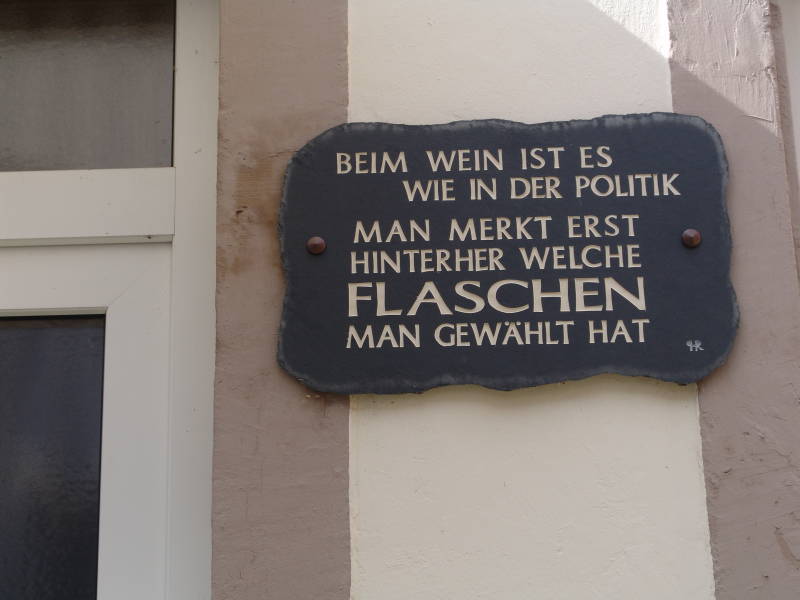 BEIM WEIN IST ES
WIE IN DER POLITIK
MAN MERKT ERST
HINTERHER WELCHE
FLASCHEN
MAN GEWÄHLT HAT